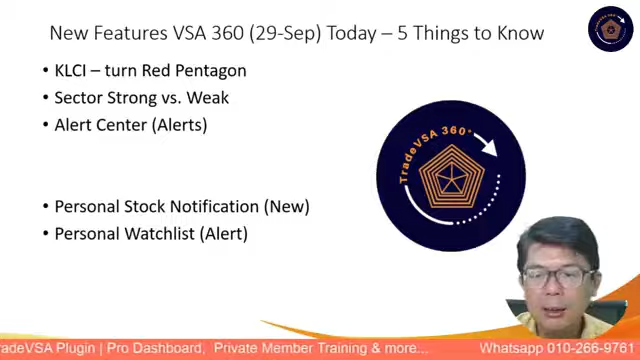 New Features VSA 360 (29-Sep) Today – 5 Things to Know
• KLCI – turn Red Pentagon
• Sector Strong vs. Weak
• Alert Center (Alerts)
TradeVSA 360°
• Personal Stock Notification (New)
• Personal Watchlist (Alert)
radeVSA Plugin | Pro Dashboard, Private Member Training & more... Whatsapp 010-266-9761